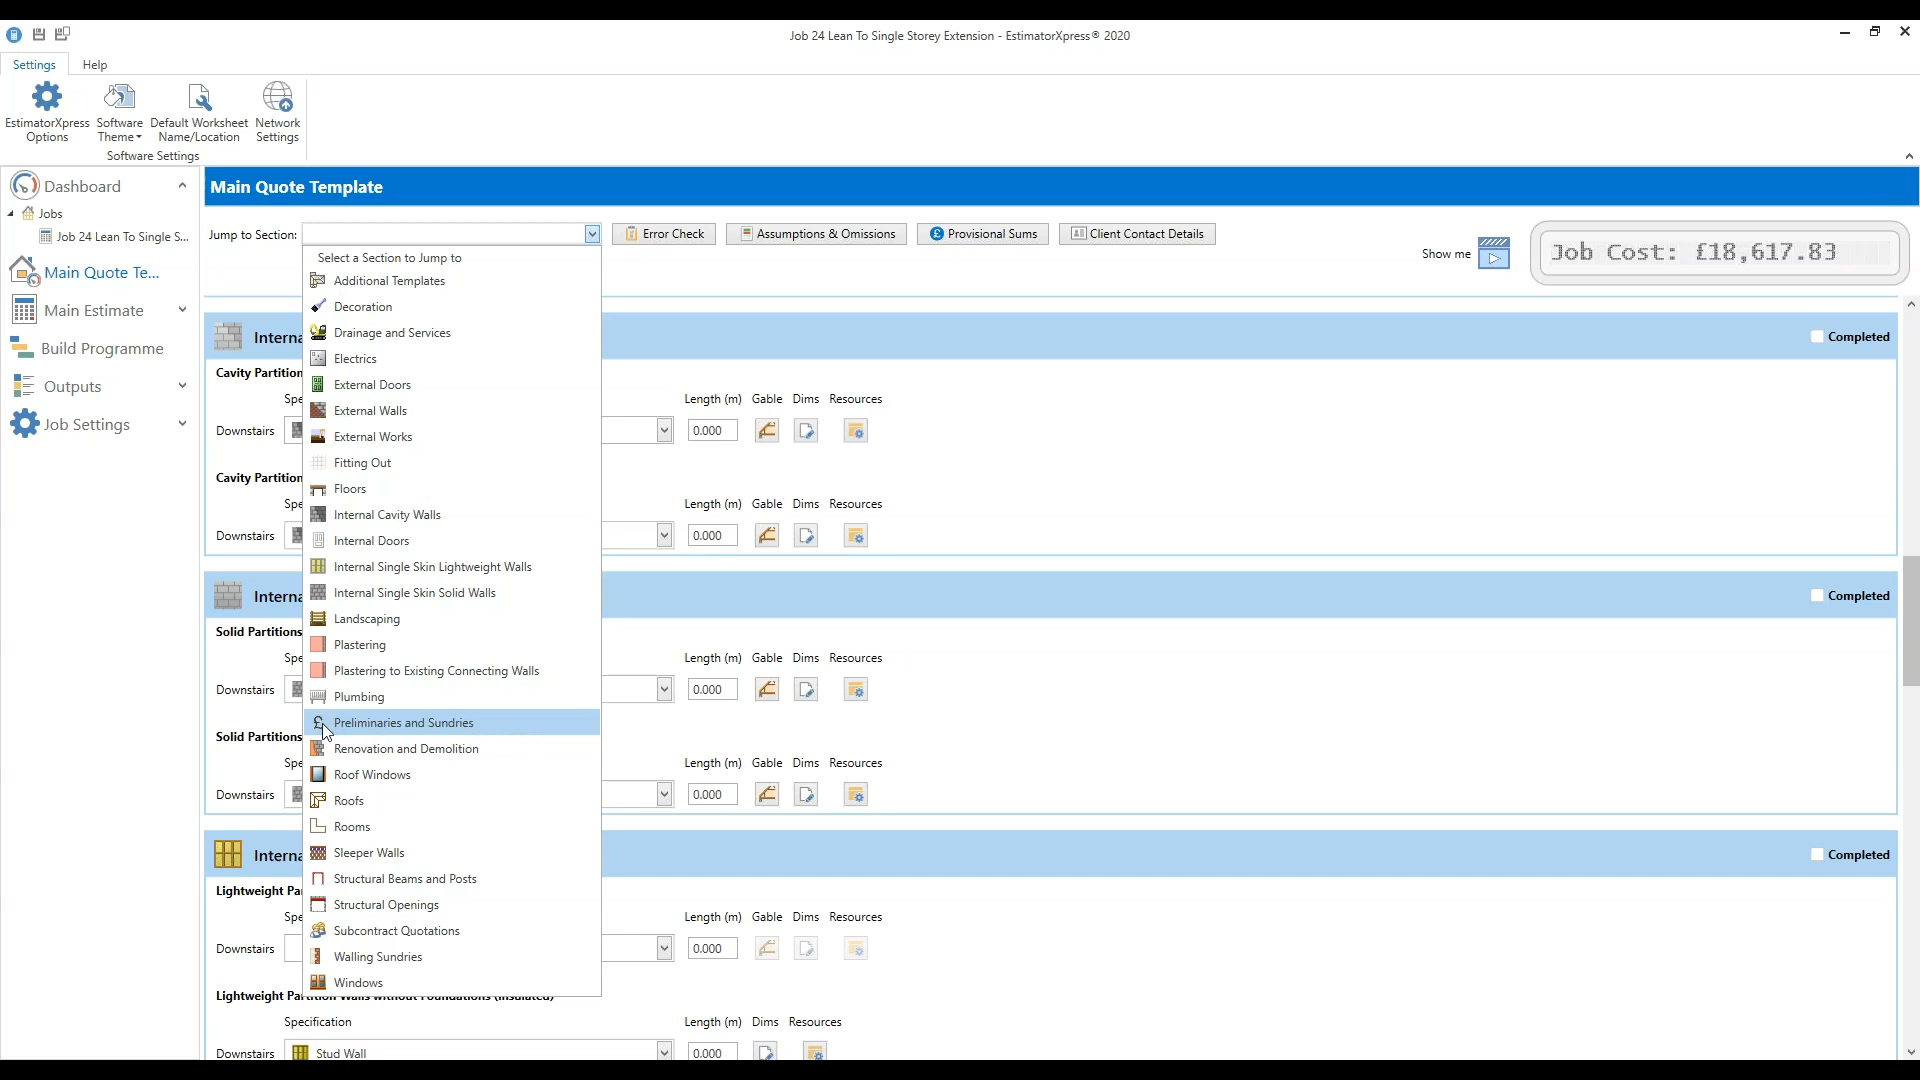 Job 24 Lean To Single Storey Extension - EstimatorXpress® 2020
Settings
Help
EstimatorXpress Options
Software Theme
Default Worksheet Name/Location
Network Settings
Software Settings
Dashboard
Jobs
Job 24 Lean To Single S...
Main Quote Te...
Main Estimate
Build Programme
Outputs
Job Settings
Main Quote Template
Jump to Section:
Error Check
Assumptions & Omissions
Provisional Sums
Client Contact Details
Show me
Job Cost: £18,617.83
Select a Section to Jump to
Additional Templates
Decoration
Drainage and Services
Electrics
External Doors
External Walls
External Works
Fitting Out
Floors
Internal Cavity Walls
Internal Doors
Internal Single Skin Lightweight Walls
Internal Single Skin Solid Walls
Landscaping
Plastering
Plastering to Existing Connecting Walls
Plumbing
£ Preliminaries and Sundries
Renovation and Demolition
Roof Windows
Roofs
Rooms
Sleeper Walls
Structural Beams and Posts
Structural Openings
Subcontract Quotations
Walling Sundries
Windows
Interna
Completed
Cavity Partition
Spe
Length (m) Gable Dims Resources
Downstairs
0.000
Cavity Partition
Spe
Length (m) Gable Dims Resources
Downstairs
0.000
Interna
Completed
Solid Partitions
Spe
Length (m) Gable Dims Resources
Downstairs
0.000
Solid Partitions
Spe
Length (m) Gable Dims Resources
Downstairs
0.000
Interna
Completed
Lightweight Pa
Spe
Length (m) Gable Dims Resources
Downstairs
0.000
Lightweight Partition Walls without Foundations (insulated)
Specification
Length (m) Dims Resources
Downstairs
Stud Wall
0.000